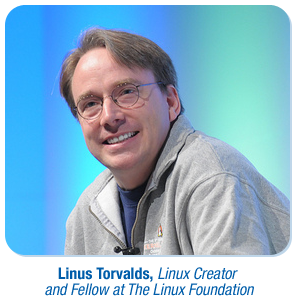 Linus Torvalds, Linux Creator
and Fellow at The Linux Foundation